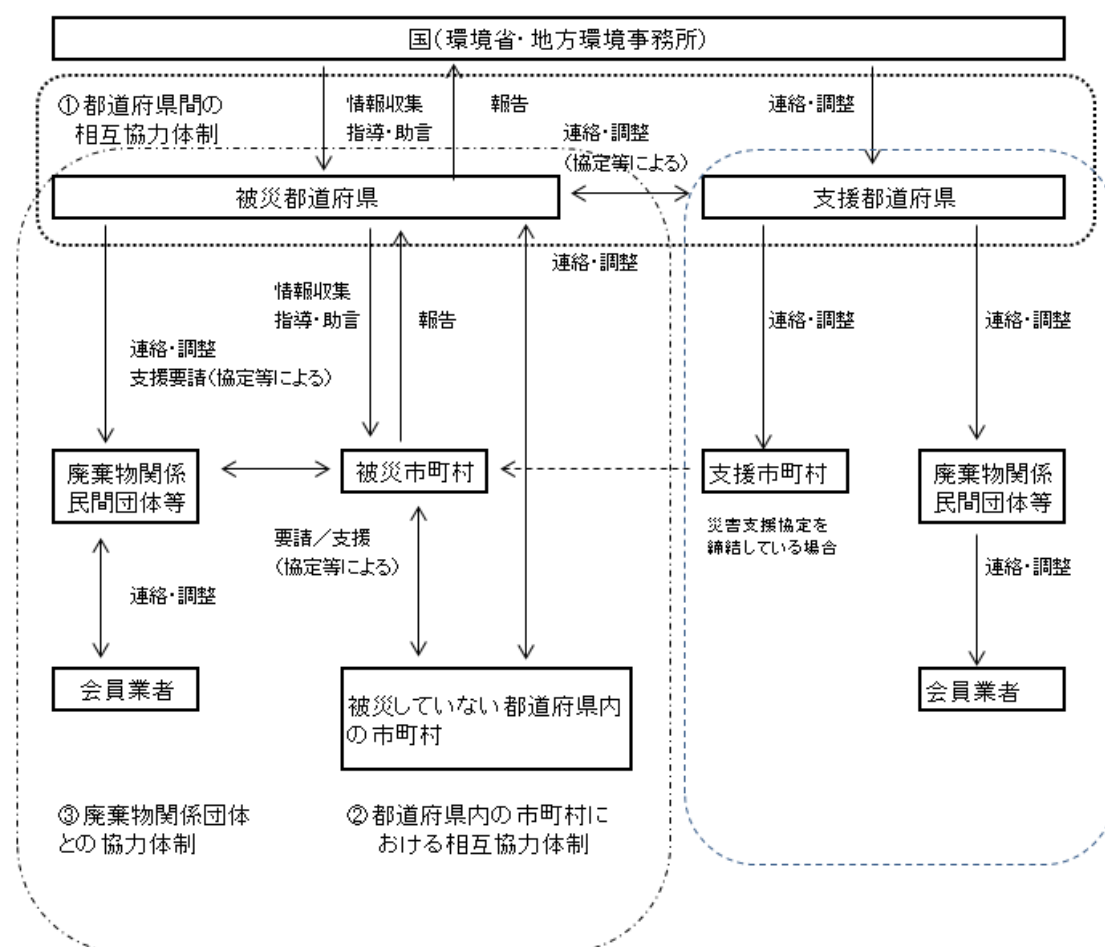 国(環境省・地方環境事務所)
①都道府県間の
相互協力体制
情報収集
指導・助言
報告
連絡・調整
(協定等による)
連絡・調整
被災都道府県
支援都道府県
連絡・調整
情報収集
指導・助言
報告
連絡・調整
支援要請(協定等による)
連絡・調整
連絡・調整
廃棄物関係
民間団体等
被災市町村
支援市町村
廃棄物関係
民間団体等
災害支援協定を
締結している場合
要請/支援
(協定等による)
連絡・調整
連絡・調整
会員業者
被災していない都道府県内
の市町村
会員業者
③廃棄物関係団体
との協力体制
②都道府県内の市町村に
おける相互協力体制